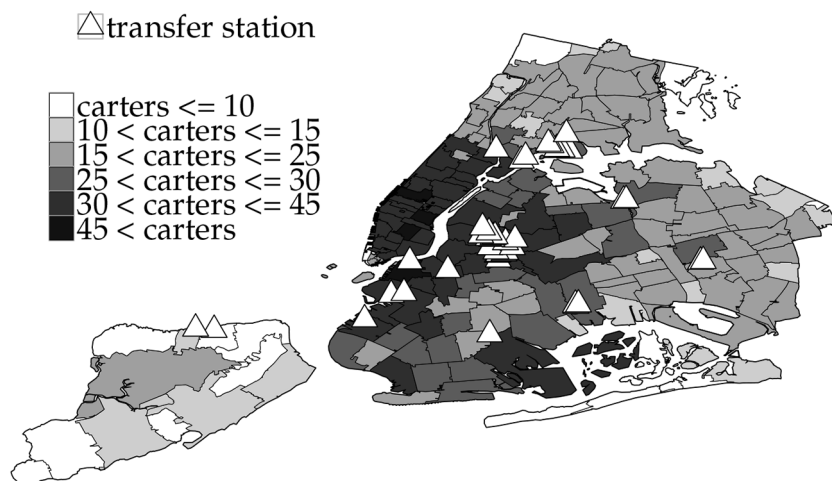 transfer station
carters <= 10
10 < carters <= 15
15 < carters <= 25
25 < carters <= 30
30 < carters <= 45
45 < carters